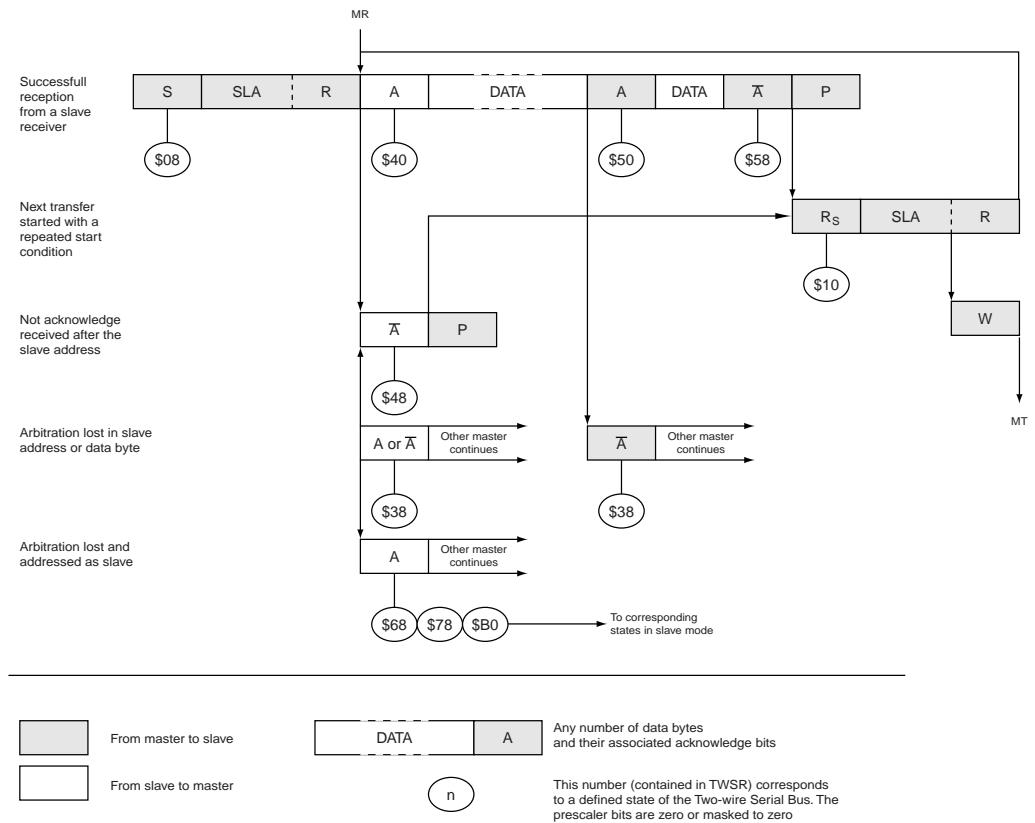 MR
Successfull
reception
from a slave
receiver
S SLA R A DATA A DATA A̅ P
$08 $40 $50 $58
Next transfer
started with a
repeated start
condition
RS SLA R
$10
Not acknowledge
received after the
slave address
A̅ P
W
$48
MT
Arbitration lost in slave
address or data byte
A or A̅
Other master
continues
A̅
Other master
continues
$38 $38
Arbitration lost and
addressed as slave
A
Other master
continues
$68 $78 $B0
To corresponding
states in slave mode
From master to slave
From slave to master
DATA A
Any number of data bytes
and their associated acknowledge bits
n
This number (contained in TWSR) corresponds
to a defined state of the Two-wire Serial Bus. The
prescaler bits are zero or masked to zero